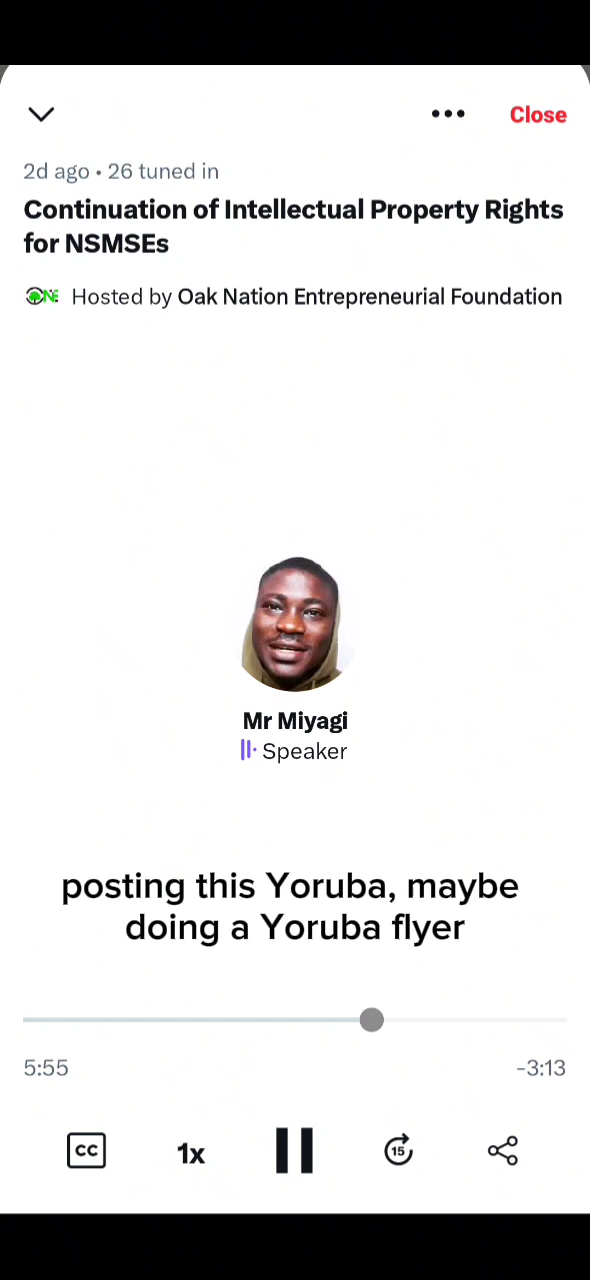 Close
2d ago • 26 tuned in
Continuation of Intellectual Property Rights
for NSMSEs
ONE Hosted by Oak Nation Entrepreneurial Foundation
Mr Miyagi
Speaker
posting this Yoruba, maybe
doing a Yoruba flyer
5:55 -3:13
CC 1x 15